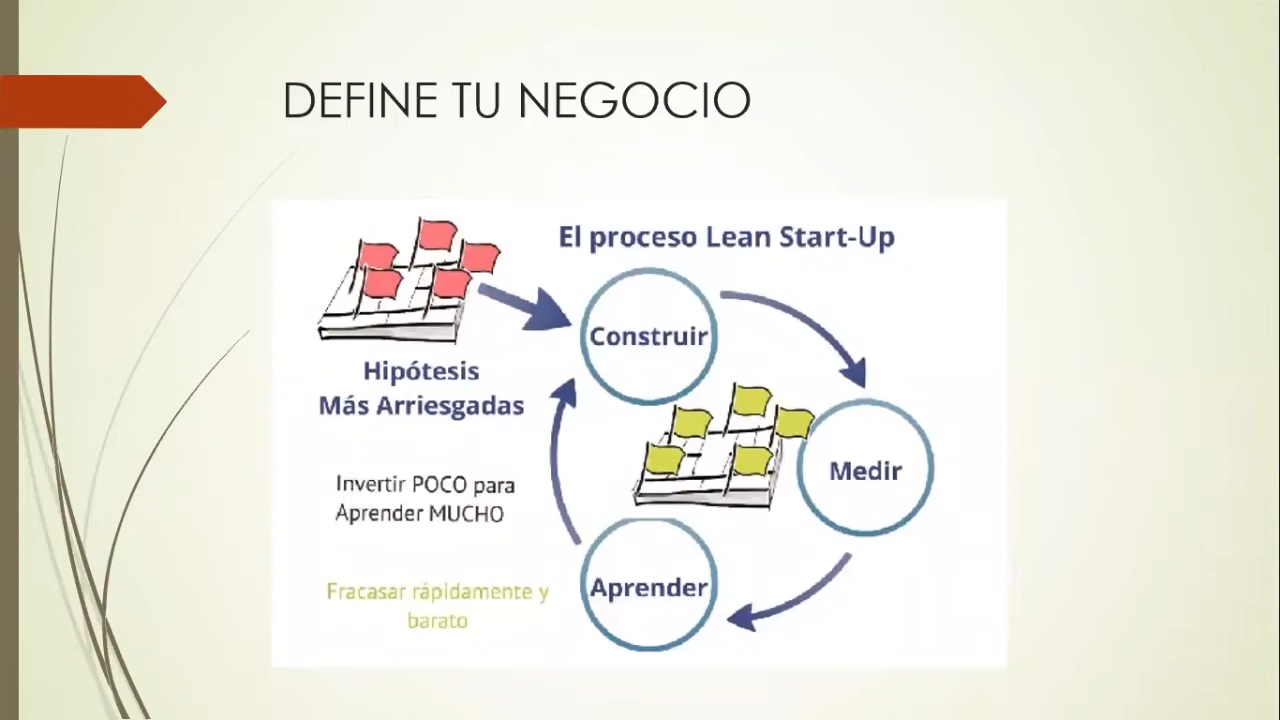 DEFINE TU NEGOCIO
El proceso Lean Start-Up
Construir
Hipótesis
Más Arriesgadas
Medir
Invertir POCO para
Aprender MUCHO
Aprender
Fracasar rápidamente y
barato